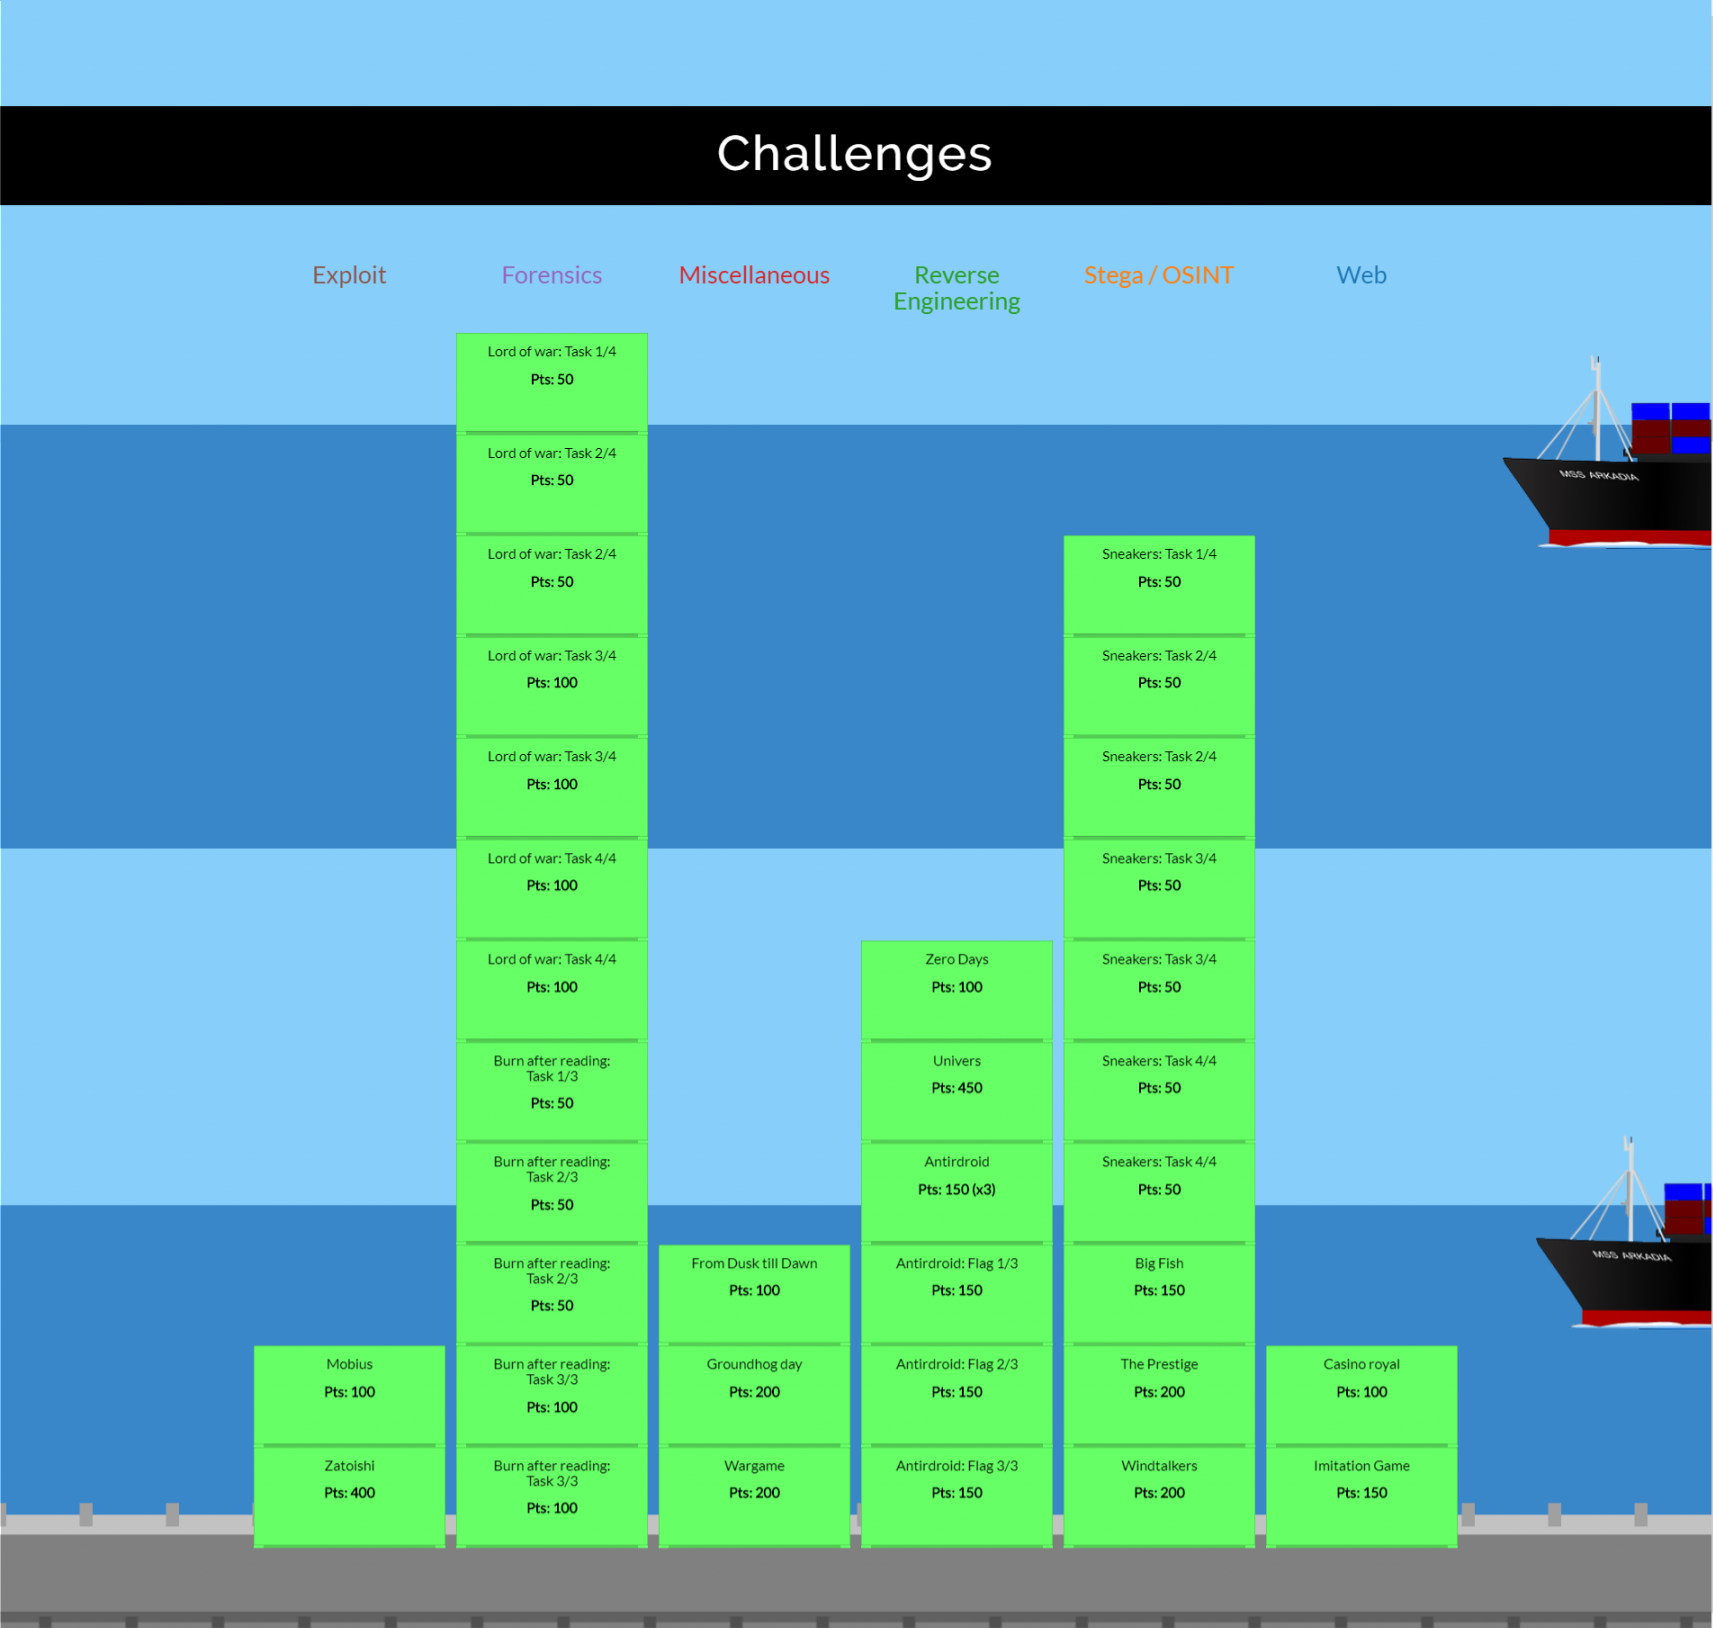 Challenges
Exploit
Forensics
Miscellaneous
Reverse
Engineering
Stega / OSINT
Web
Mobius
Pts: 100
Zatoishi
Pts: 400
Lord of war: Task 1/4
Pts: 50
Lord of war: Task 2/4
Pts: 50
Lord of war: Task 2/4
Pts: 50
Lord of war: Task 3/4
Pts: 100
Lord of war: Task 3/4
Pts: 100
Lord of war: Task 4/4
Pts: 100
Lord of war: Task 4/4
Pts: 100
Burn after reading:
Task 1/3
Pts: 50
Burn after reading:
Task 2/3
Pts: 50
Burn after reading:
Task 2/3
Pts: 50
Burn after reading:
Task 3/3
Pts: 100
Burn after reading:
Task 3/3
Pts: 100
From Dusk till Dawn
Pts: 100
Groundhog day
Pts: 200
Wargame
Pts: 200
Zero Days
Pts: 100
Univers
Pts: 450
Antirdroid
Pts: 150 (x3)
Antirdroid: Flag 1/3
Pts: 150
Antirdroid: Flag 2/3
Pts: 150
Antirdroid: Flag 3/3
Pts: 150
Sneakers: Task 1/4
Pts: 50
Sneakers: Task 2/4
Pts: 50
Sneakers: Task 2/4
Pts: 50
Sneakers: Task 3/4
Pts: 50
Sneakers: Task 3/4
Pts: 50
Sneakers: Task 4/4
Pts: 50
Sneakers: Task 4/4
Pts: 50
Big Fish
Pts: 150
The Prestige
Pts: 200
Windtalkers
Pts: 200
Casino royal
Pts: 100
Imitation Game
Pts: 150
MSS ARKADIA
MSS ARKADIA